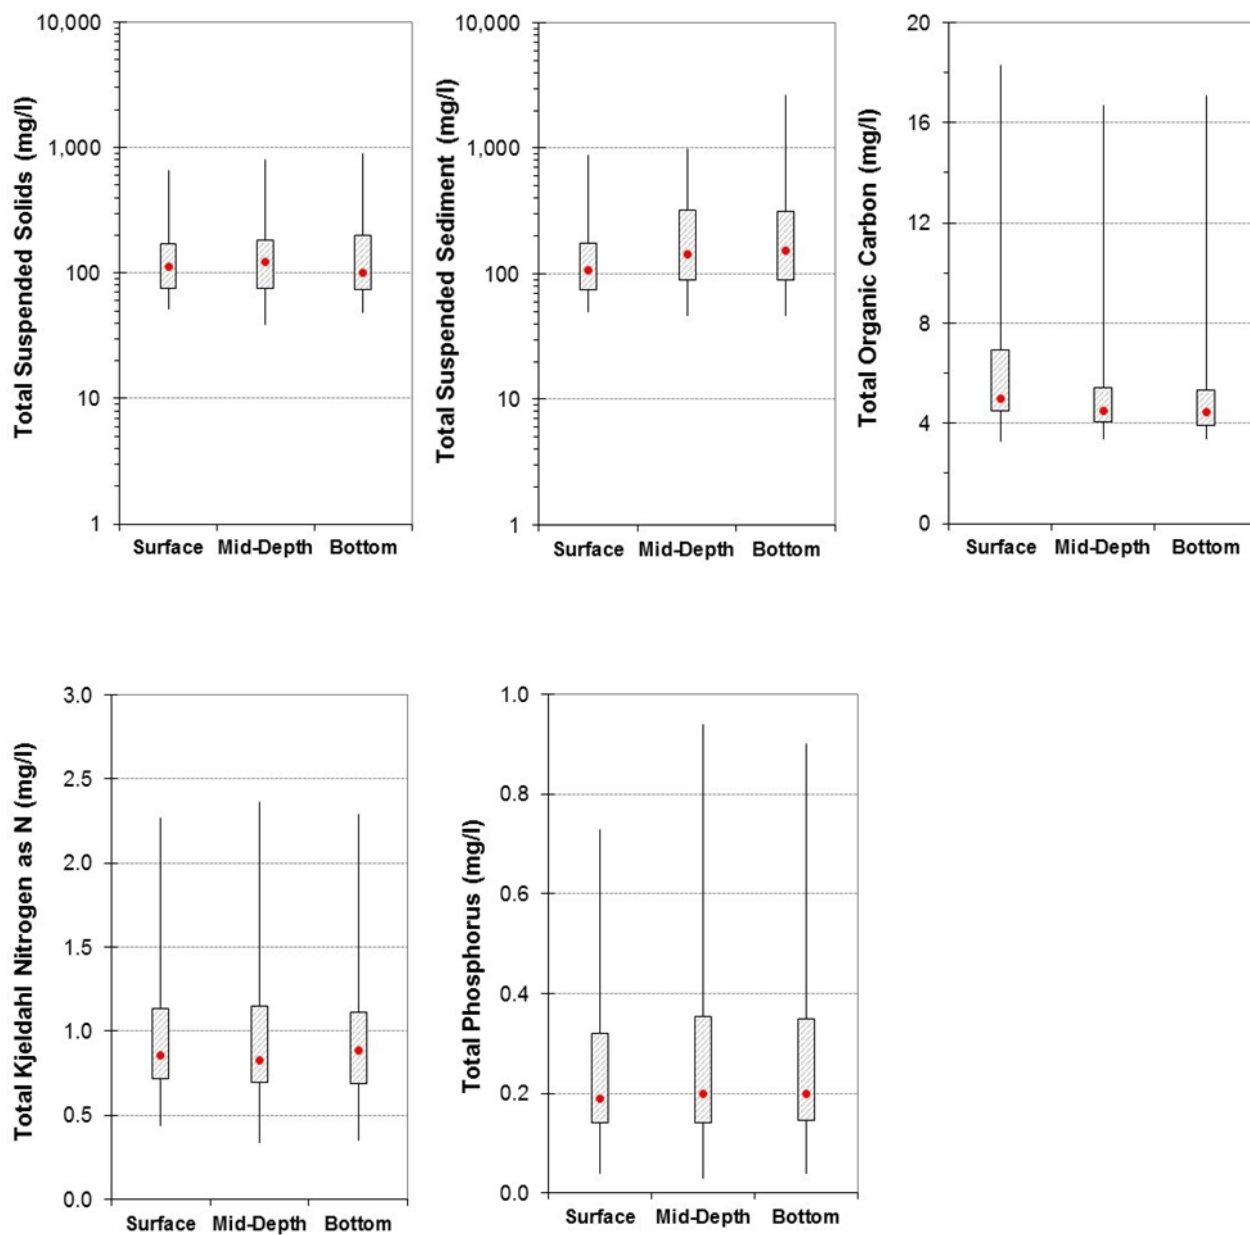 Total Suspended Solids (mg/l)
10,000
1,000
100
10
1
Surface Mid-Depth Bottom
Total Suspended Sediment (mg/l)
10,000
1,000
100
10
1
Surface Mid-Depth Bottom
Total Organic Carbon (mg/l)
20
16
12
8
4
0
Surface Mid-Depth Bottom
Total Kjeldahl Nitrogen as N (mg/l)
3.0
2.5
2.0
1.5
1.0
0.5
0.0
Surface Mid-Depth Bottom
Total Phosphorus (mg/l)
1.0
0.8
0.6
0.4
0.2
0.0
Surface Mid-Depth Bottom